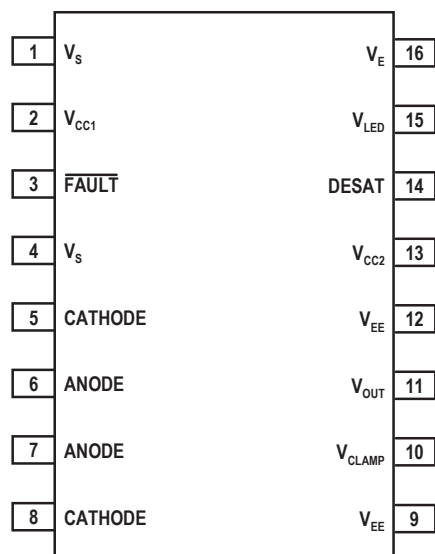 1 V_S V_E 16
2 V_CC1 V_LED 15
3 F̅A̅U̅L̅T̅ DESAT 14
4 V_S V_CC2 13
5 CATHODE V_EE 12
6 ANODE V_OUT 11
7 ANODE V_CLAMP 10
8 CATHODE V_EE 9